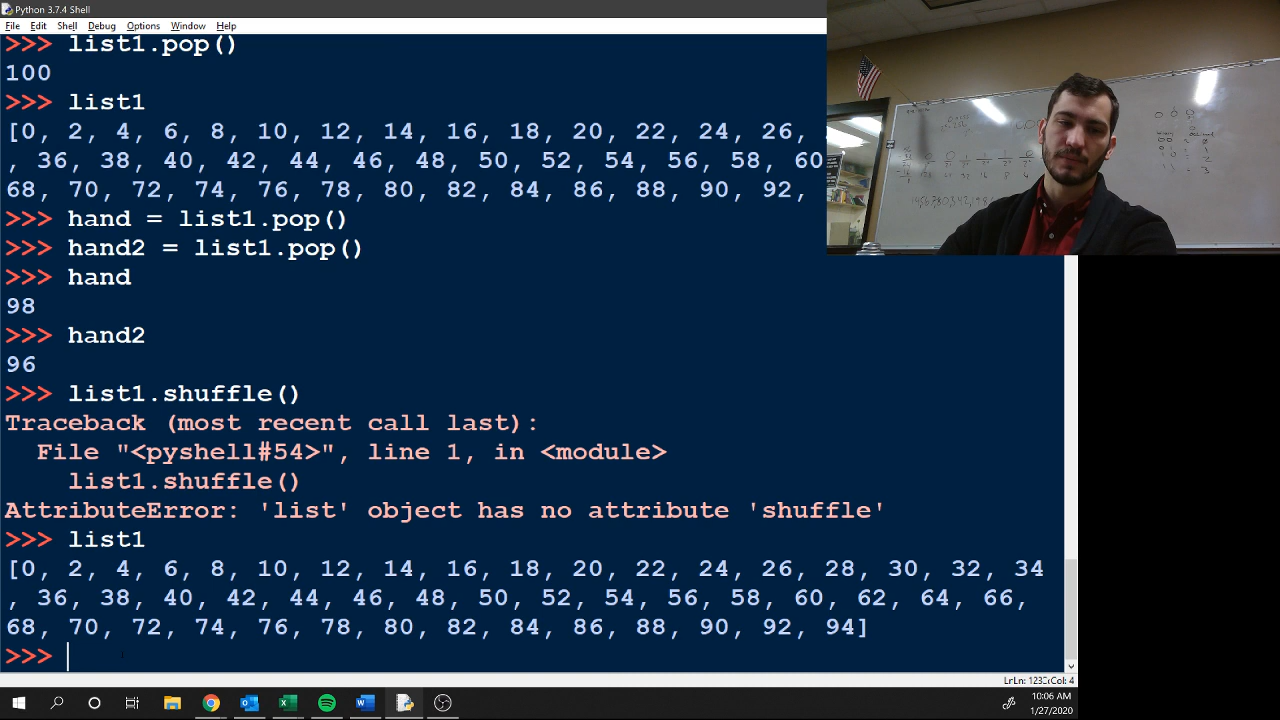 Python 3.7.4 Shell
File Edit Shell Debug Options Window Help
>>> list1.pop()
100
>>> list1
[0, 2, 4, 6, 8, 10, 12, 14, 16, 18, 20, 22, 24, 26,
, 36, 38, 40, 42, 44, 46, 48, 50, 52, 54, 56, 58, 60
68, 70, 72, 74, 76, 78, 80, 82, 84, 86, 88, 90, 92,
>>> hand = list1.pop()
>>> hand2 = list1.pop()
>>> hand
98
>>> hand2
96
>>> list1.shuffle()
Traceback (most recent call last):
File "<pyshell#54>", line 1, in <module>
list1.shuffle()
AttributeError: 'list' object has no attribute 'shuffle'
>>> list1
[0, 2, 4, 6, 8, 10, 12, 14, 16, 18, 20, 22, 24, 26, 28, 30, 32, 34
, 36, 38, 40, 42, 44, 46, 48, 50, 52, 54, 56, 58, 60, 62, 64, 66,
68, 70, 72, 74, 76, 78, 80, 82, 84, 86, 88, 90, 92, 94]
>>>
Col: 4
10:06 AM
1/27/2020